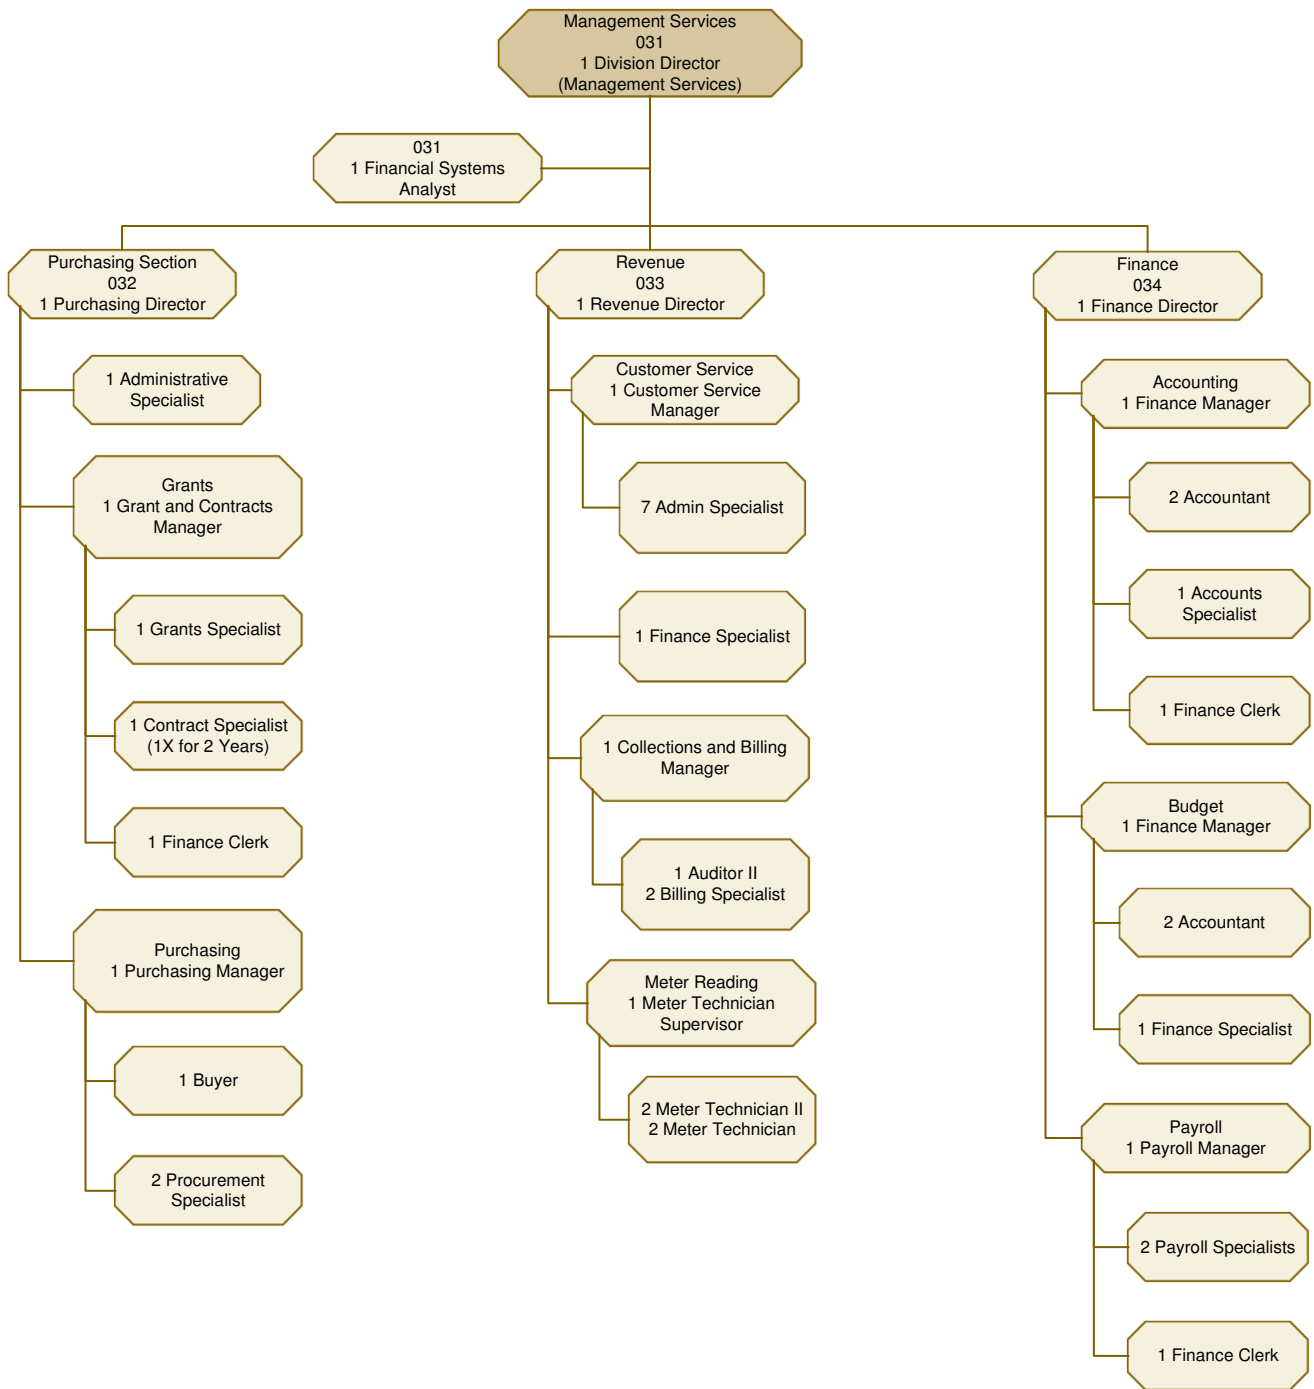 Management Services
031
1 Division Director
(Management Services)
031
1 Financial Systems
Analyst
Purchasing Section
032
1 Purchasing Director
1 Administrative
Specialist
Grants
1 Grant and Contracts
Manager
1 Grants Specialist
1 Contract Specialist
(1X for 2 Years)
1 Finance Clerk
Purchasing
1 Purchasing Manager
1 Buyer
2 Procurement
Specialist
Revenue
033
1 Revenue Director
Customer Service
1 Customer Service
Manager
7 Admin Specialist
1 Finance Specialist
1 Collections and Billing
Manager
1 Auditor II
2 Billing Specialist
Meter Reading
1 Meter Technician
Supervisor
2 Meter Technician II
2 Meter Technician
Finance
034
1 Finance Director
Accounting
1 Finance Manager
2 Accountant
1 Accounts
Specialist
1 Finance Clerk
Budget
1 Finance Manager
2 Accountant
1 Finance Specialist
Payroll
1 Payroll Manager
2 Payroll Specialists
1 Finance Clerk